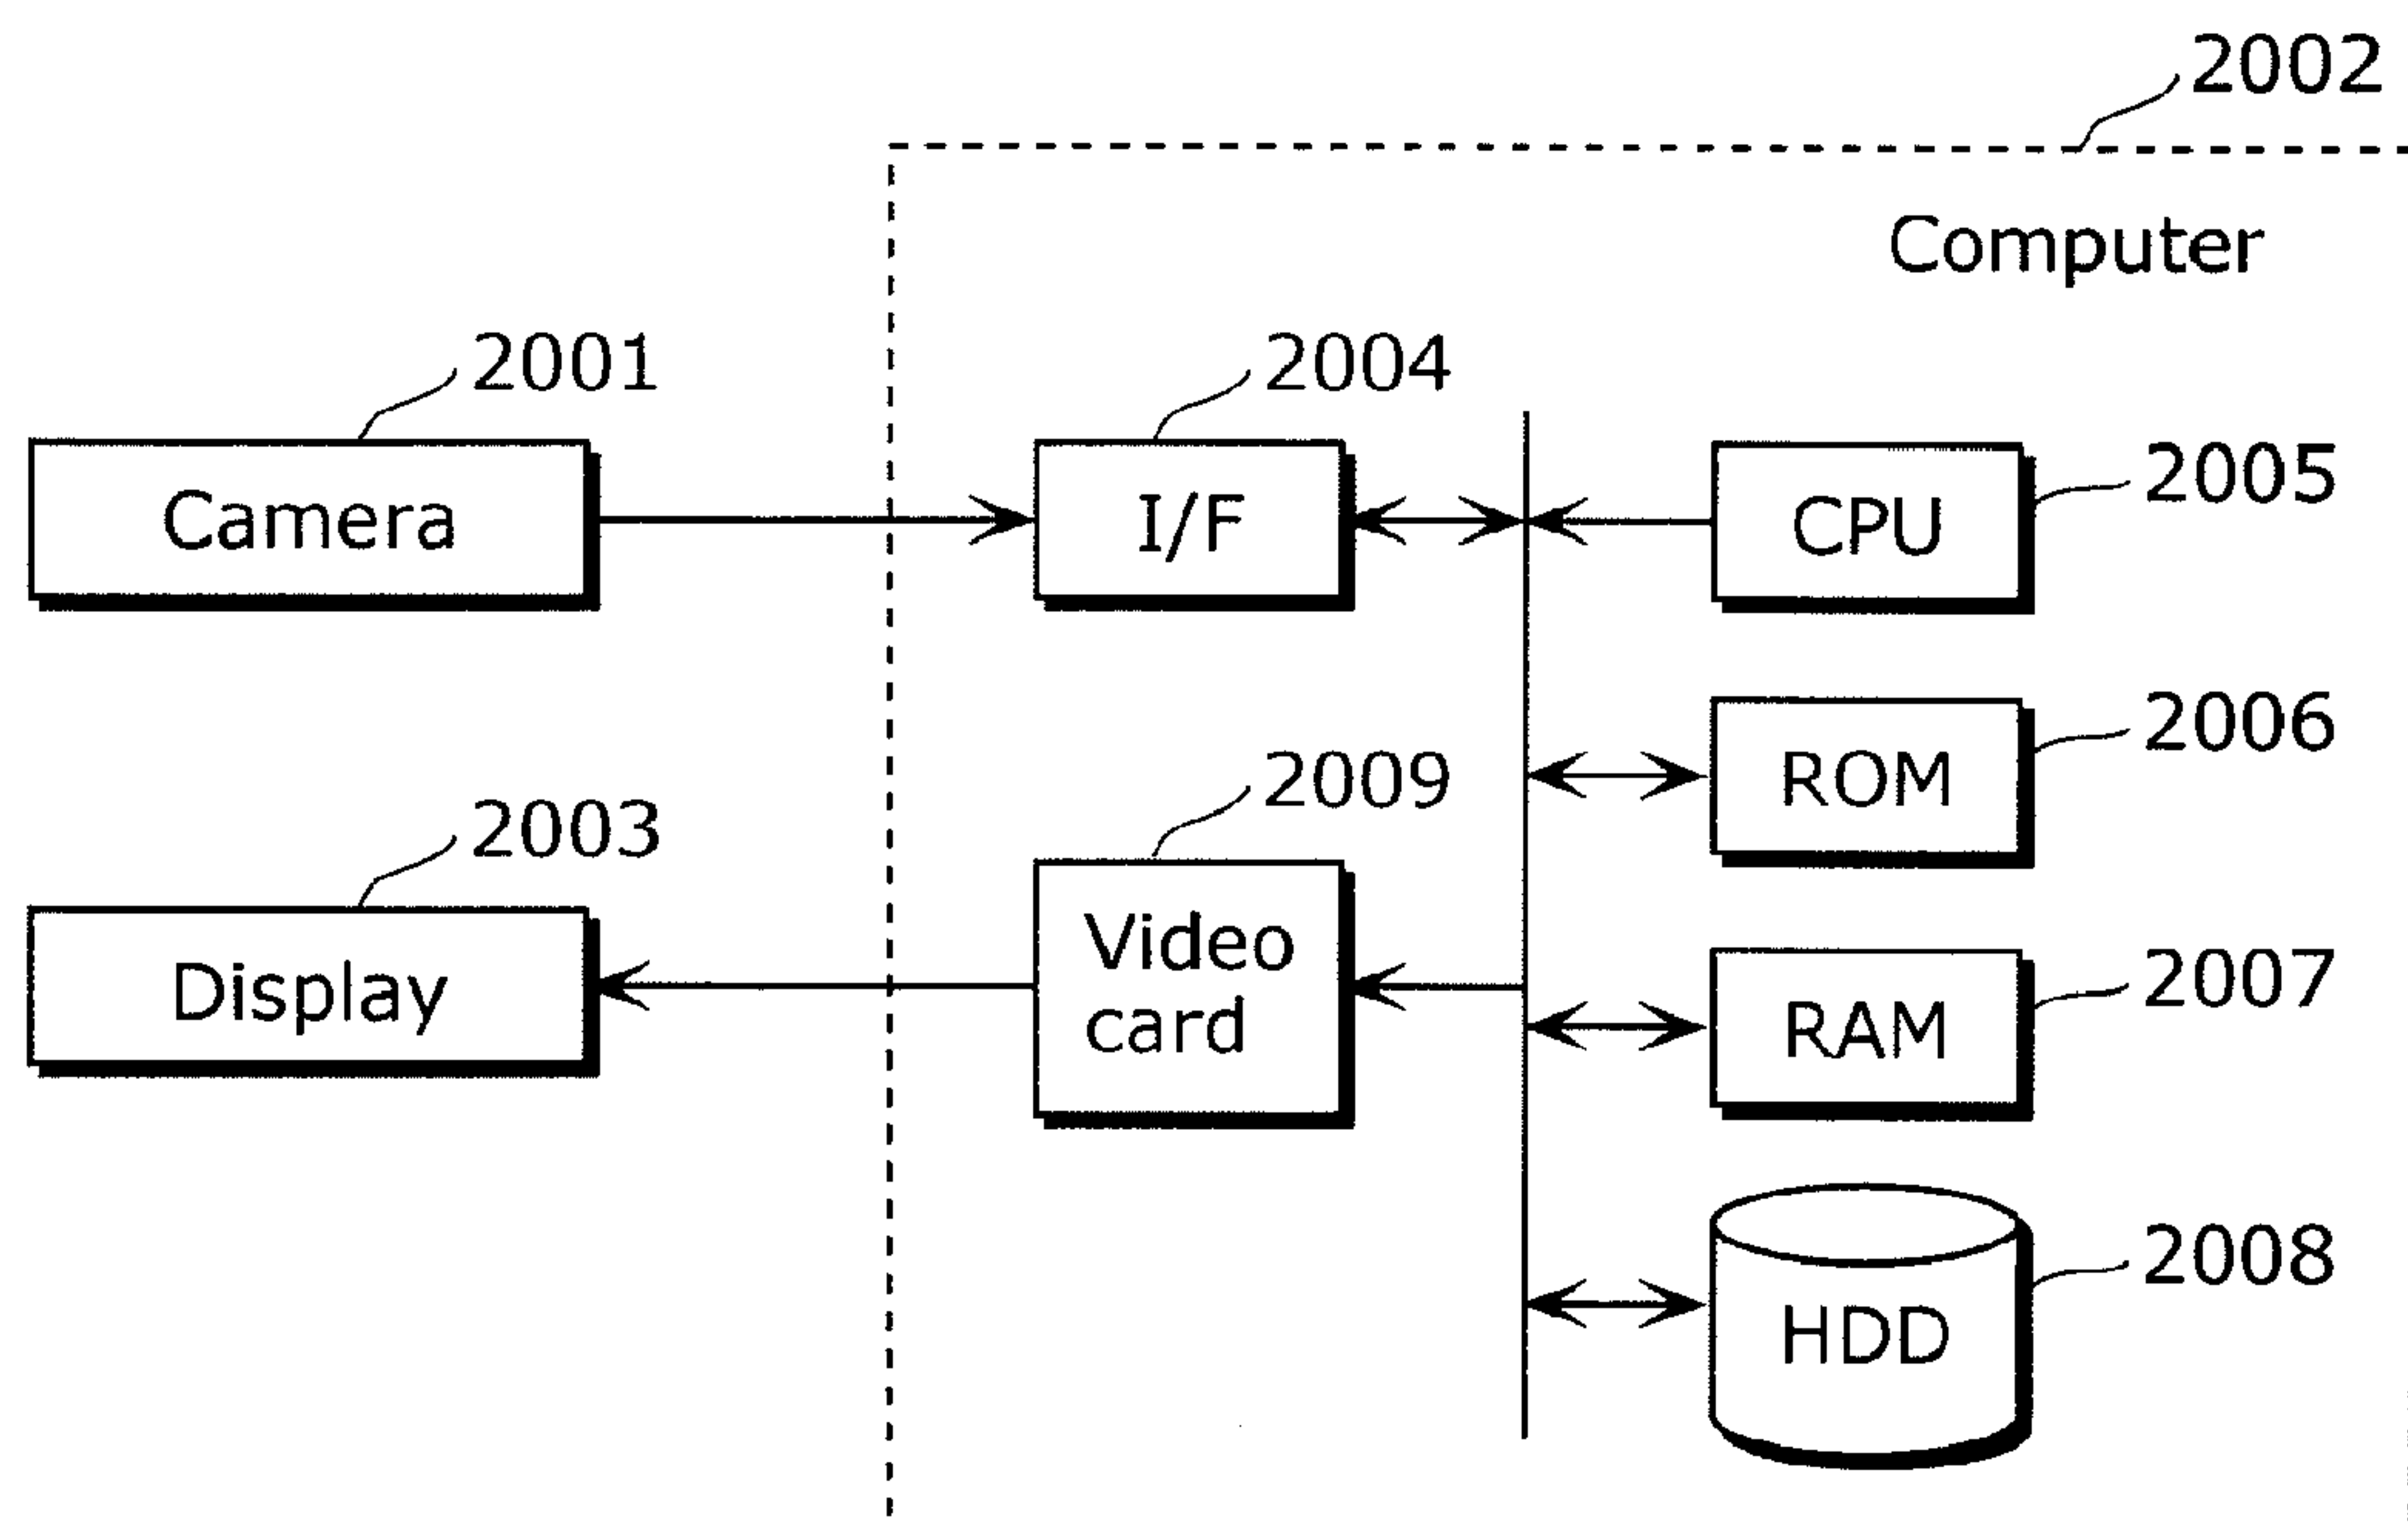 2002
Computer
2001
2004
Camera
I/F
CPU
2005
2006
ROM
2009
2003
Video
card
Display
RAM
2007
2008
HDD